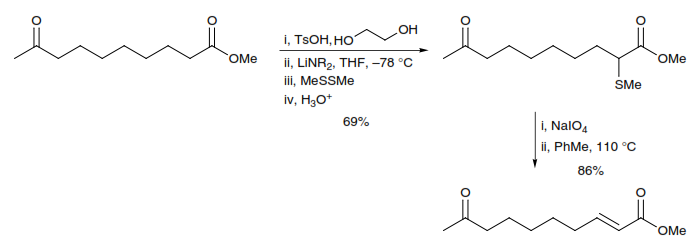 O O O O
OMe
i, TsOH, HO OH
ii, LiNR₂, THF, –78 °C
iii, MeSSMe
iv, H₃O⁺
69%
OMe
SMe
i, NaIO₄
ii, PhMe, 110 °C
86%
O O
OMe